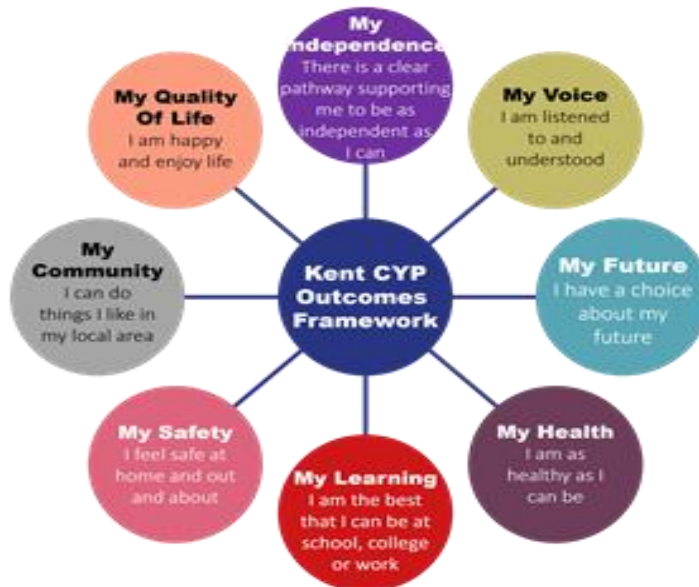 My
Independence
There is a clear
pathway supporting
me to be as
independent as
I can
My Voice
I am listened
to and
understood
My Future
I have a choice
about my
future
My Health
I am as
healthy as I
can be
My Learning
I am the best
that I can be at
school, college
or work
My Safety
I feel safe at
home and out
and about
My
Community
I can do
things I like in
my local area
My Quality
Of Life
I am happy
and enjoy life
Kent CYP
Outcomes
Framework